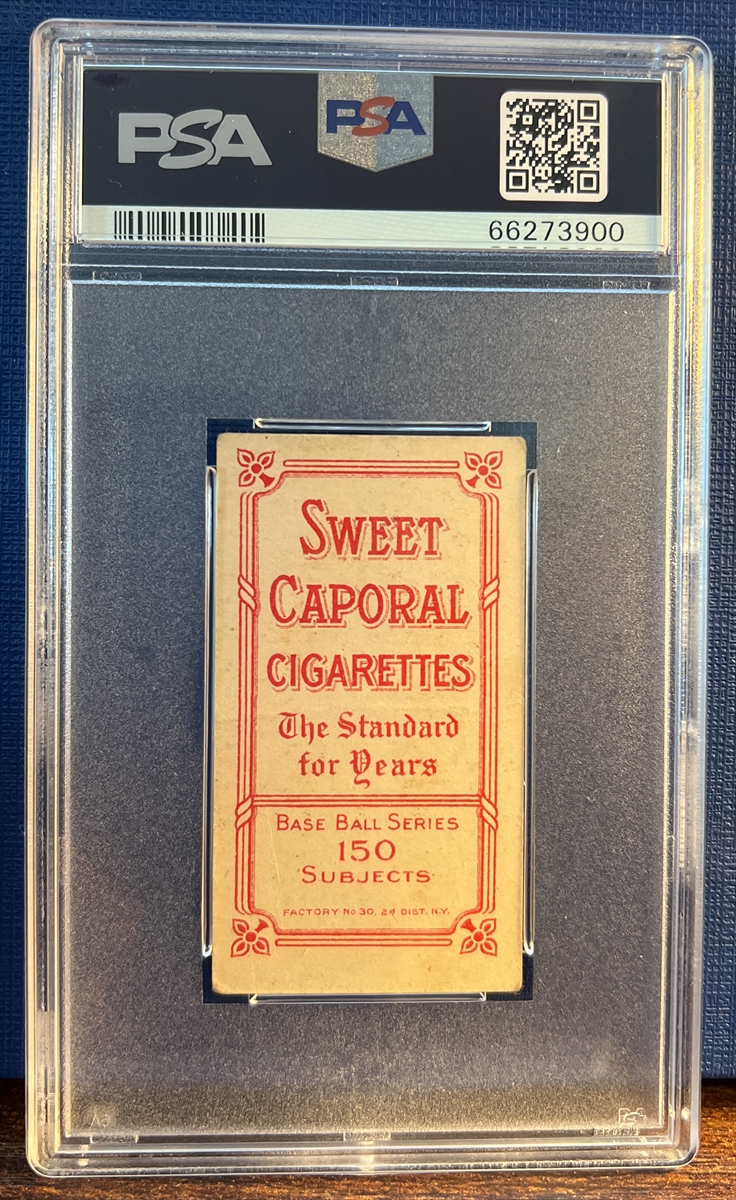 PSA
PSA
66273900
SWEET
CAPORAL
CIGARETTES
The Standard
for Years
BASE BALL SERIES
150
SUBJECTS
FACTORY No. 30, 2d DIST. N.Y.